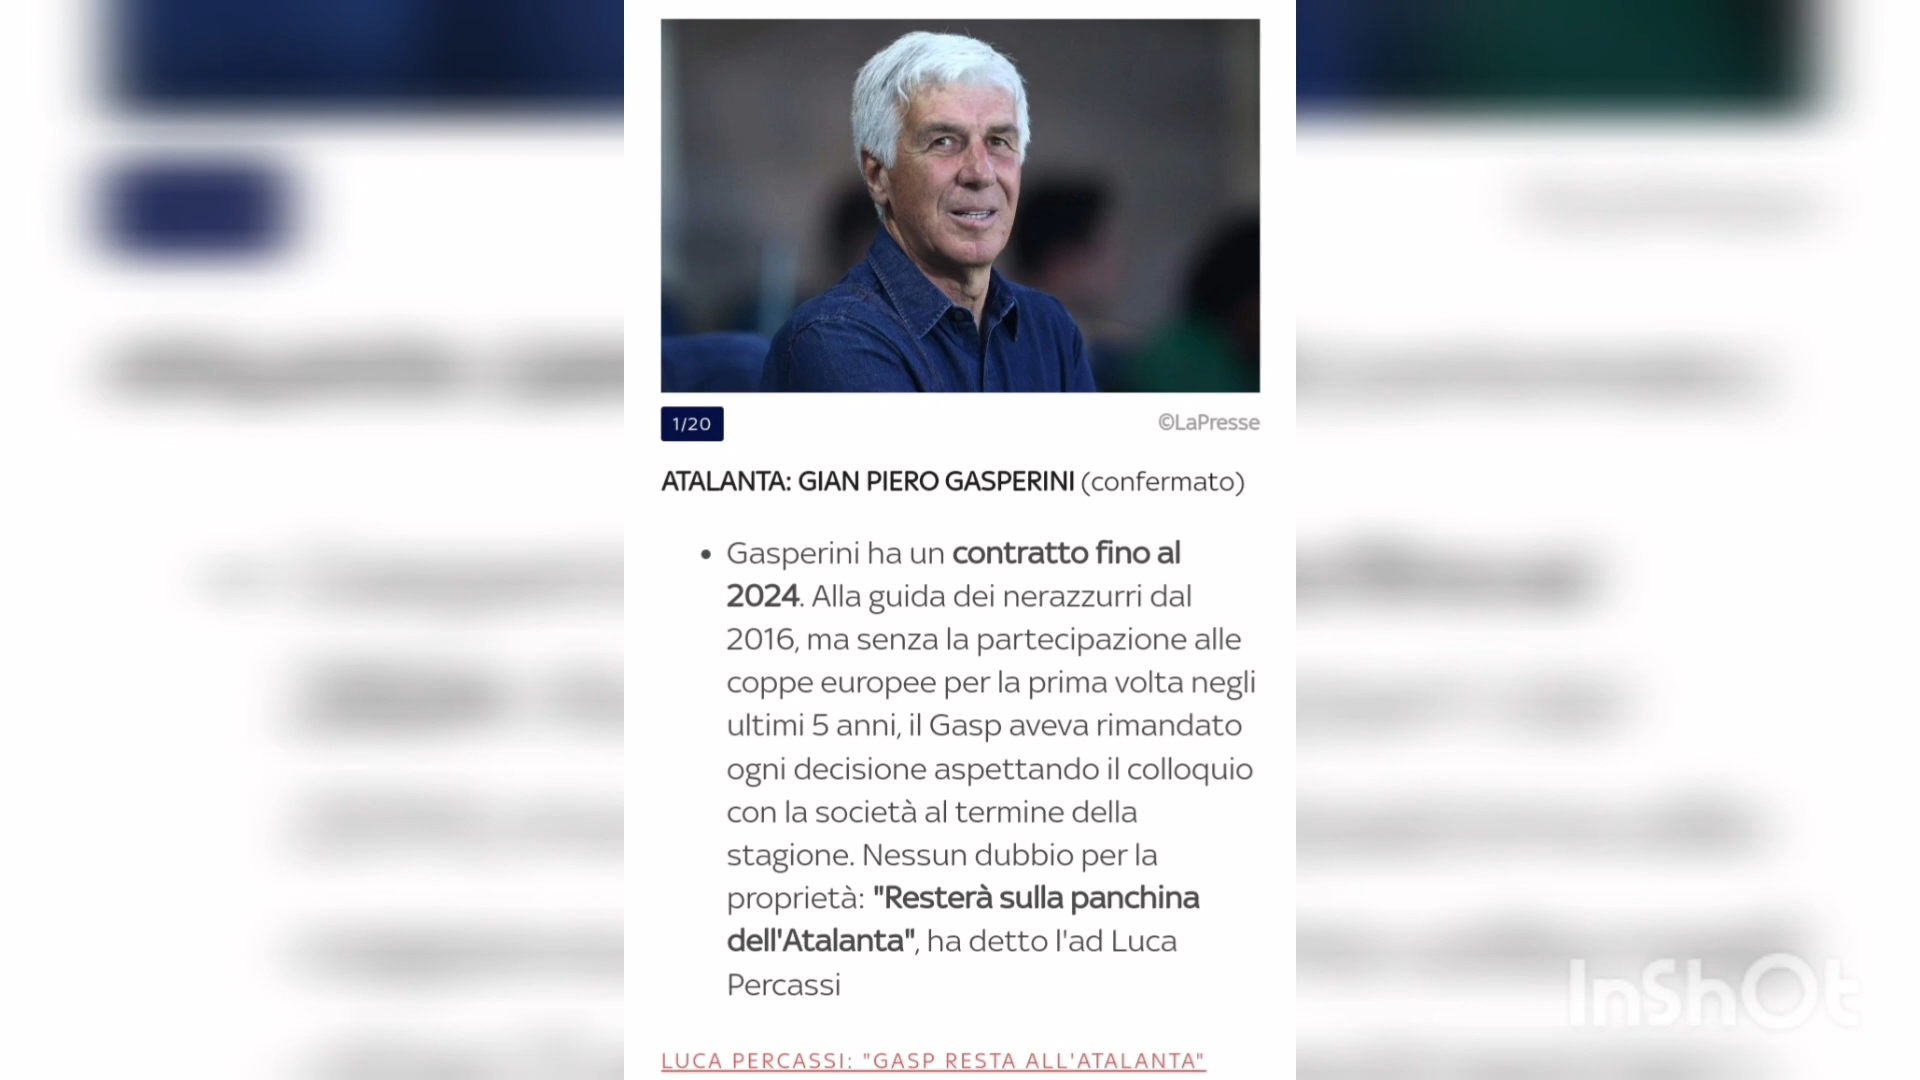 1/20
©LaPresse
ATALANTA: GIAN PIERO GASPERINI (confermato)
• Gasperini ha un contratto fino al
2024. Alla guida dei nerazzurri dal
2016, ma senza la partecipazione alle
coppe europee per la prima volta negli
ultimi 5 anni, il Gasp aveva rimandato
ogni decisione aspettando il colloquio
con la società al termine della
stagione. Nessun dubbio per la
proprietà: "Resterà sulla panchina
dell'Atalanta", ha detto l'ad Luca
Percassi
LUCA PERCASSI: "GASP RESTA ALL'ATALANTA"
InShOt